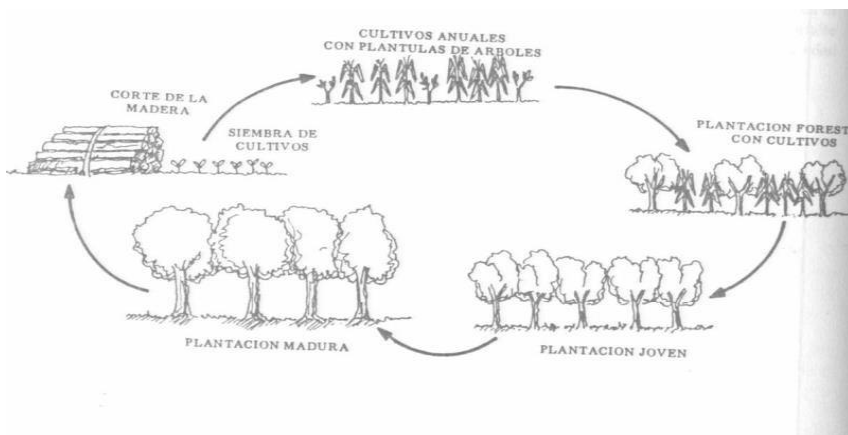 CULTIVOS ANUALES
CON PLANTULAS DE ARBOLES
CORTE DE LA
MADERA
SIEMBRA DE
CULTIVOS
PLANTACION FOREST
CON CULTIVOS
PLANTACION MADURA
PLANTACION JOVEN